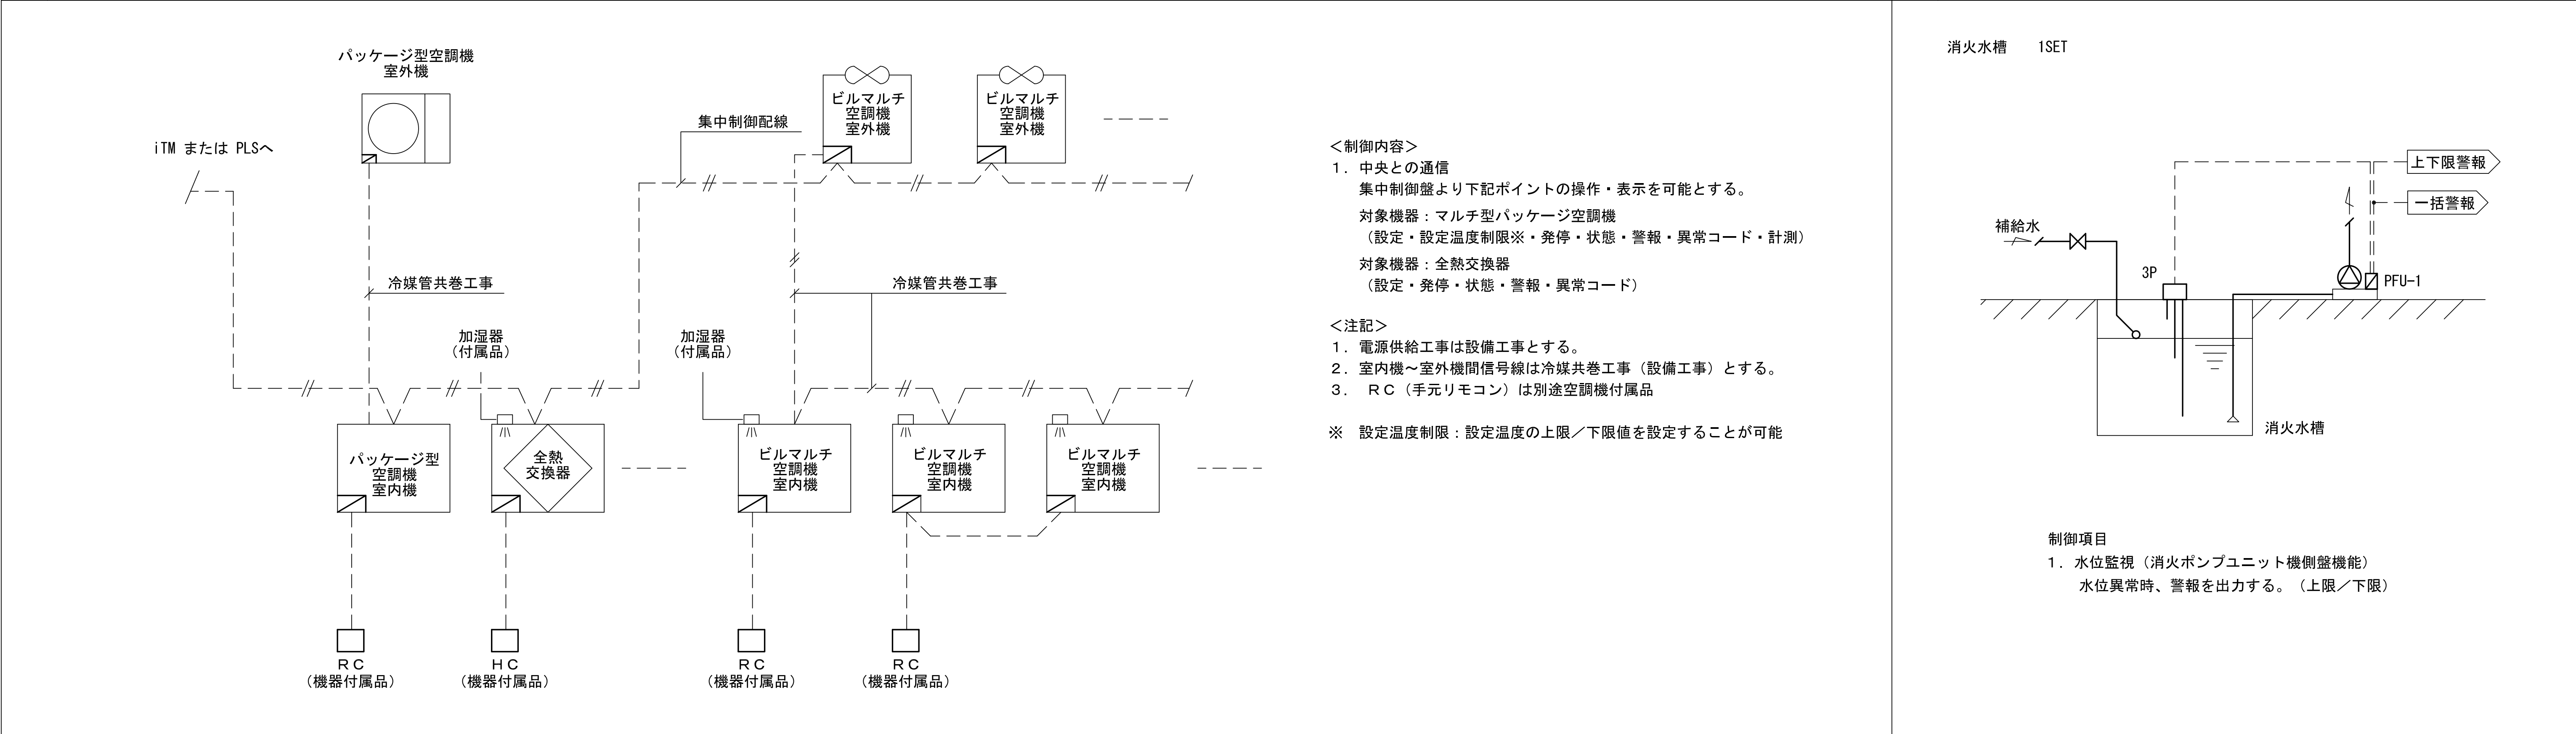 パッケージ型空調機
室外機
iTM または PLSへ
集中制御配線
ビルマルチ
空調機
室外機
ビルマルチ
空調機
室外機
冷媒管共巻工事
冷媒管共巻工事
加湿器
（付属品）
加湿器
（付属品）
パッケージ型
空調機
室内機
全熱
交換器
ビルマルチ
空調機
室内機
ビルマルチ
空調機
室内機
ビルマルチ
空調機
室内機
ＲＣ
（機器付属品）
ＨＣ
（機器付属品）
ＲＣ
（機器付属品）
ＲＣ
（機器付属品）
＜制御内容＞
１．中央との通信
集中制御盤より下記ポイントの操作・表示を可能とする。
対象機器：マルチ型パッケージ空調機
（設定・設定温度制限※・発停・状態・警報・異常コード・計測）
対象機器：全熱交換器
（設定・発停・状態・警報・異常コード）
＜注記＞
１．電源供給工事は設備工事とする。
２．室内機～室外機間信号線は冷媒共巻工事（設備工事）とする。
３．　ＲＣ（手元リモコン）は別途空調機付属品
※　設定温度制限：設定温度の上限／下限値を設定することが可能
消火水槽　　1SET
上下限警報
一括警報
補給水
3P
PFU-1
消火水槽
制御項目
１．水位監視（消火ポンプユニット機側盤機能）
水位異常時、警報を出力する。（上限／下限）